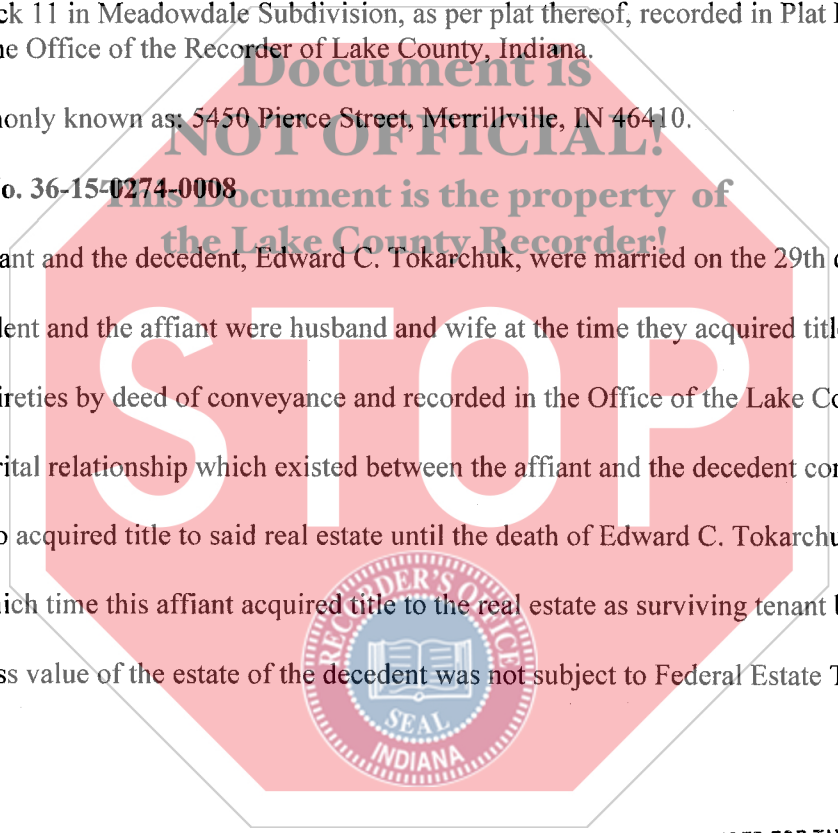 ck 11 in Meadowdale Subdivision, as per plat thereof, recorded in Plat
ne Office of the Recorder of Lake County, Indiana.
Document is
monly known as: 5450 Pierce Street, Merrillville, IN 46410.
NOT OFFICIAL!
o. 36-15-0274-0008
This Document is the property of
the Lake County Recorder!
ant and the decedent, Edward C. Tokarchuk, were married on the 29th
dent and the affiant were husband and wife at the time they acquired titl
ireties by deed of conveyance and recorded in the Office of the Lake Co
STOP
rital relationship which existed between the affiant and the decedent con
o acquired title to said real estate until the death of Edward C. Tokarchu
RECORDER'S OFFICE
ich time this affiant acquired title to the real estate as surviving tenant
ss value of the estate of the decedent was not subject to Federal Estate T
SEAL
INDIANA